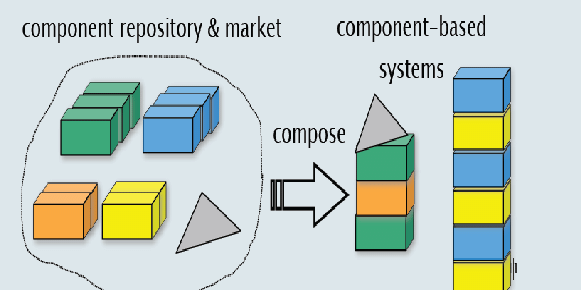 component repository & market
component-based
systems
compose